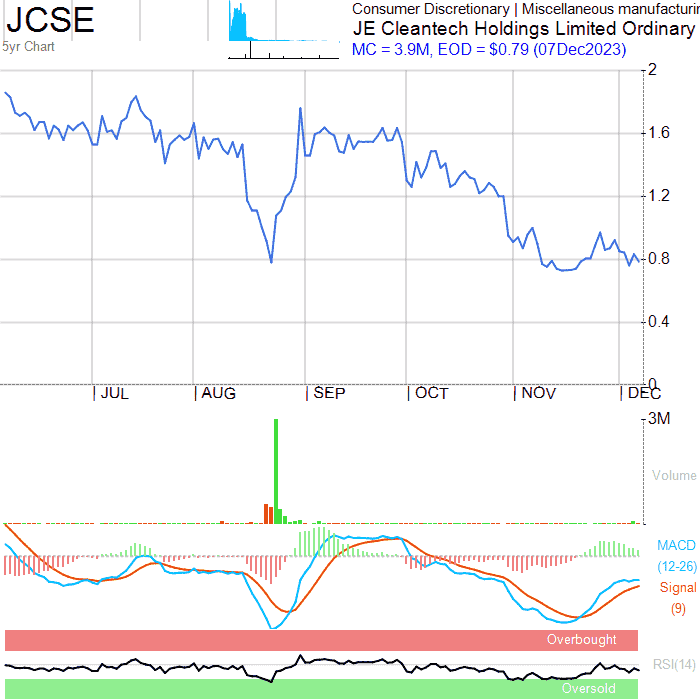 JCSE
5yr Chart
Consumer Discretionary | Miscellaneous manufacturin
JE Cleantech Holdings Limited Ordinary
MC = 3.9M, EOD = $0.79 (07Dec2023)
2
1.6
1.2
0.8
0.4
0
JUL AUG SEP OCT NOV DEC
3M
Volume
MACD
(12-26)
Signal
(9)
Overbought
RSI(14)
Oversold